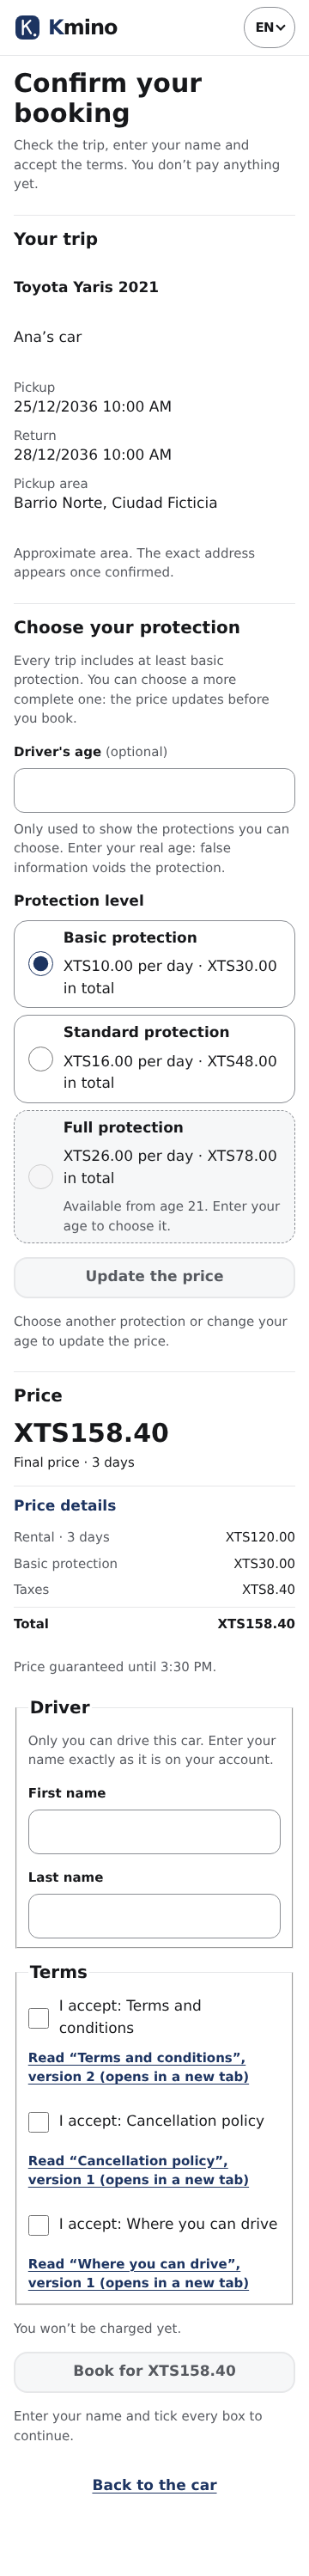 Kmino
EN
Confirm your
booking
Check the trip, enter your name and
accept the terms. You don’t pay anything
yet.
Your trip
Toyota Yaris 2021
Ana’s car
Pickup
25/12/2036 10:00 AM
Return
28/12/2036 10:00 AM
Pickup area
Barrio Norte, Ciudad Ficticia
Approximate area. The exact address
appears once confirmed.
Choose your protection
Every trip includes at least basic
protection. You can choose a more
complete one: the price updates before
you book.
Driver's age (optional)
Only used to show the protections you can
choose. Enter your real age: false
information voids the protection.
Protection level
Basic protection
XTS10.00 per day · XTS30.00
in total
Standard protection
XTS16.00 per day · XTS48.00
in total
Full protection
XTS26.00 per day · XTS78.00
in total
Available from age 21. Enter your
age to choose it.
Update the price
Choose another protection or change your
age to update the price.
Price
XTS158.40
Final price · 3 days
Price details
Rental · 3 days XTS120.00
Basic protection XTS30.00
Taxes XTS8.40
Total XTS158.40
Price guaranteed until 3:30 PM.
Driver
Only you can drive this car. Enter your
name exactly as it is on your account.
First name
Last name
Terms
I accept: Terms and
conditions
Read “Terms and conditions”,
version 2 (opens in a new tab)
I accept: Cancellation policy
Read “Cancellation policy”,
version 1 (opens in a new tab)
I accept: Where you can drive
Read “Where you can drive”,
version 1 (opens in a new tab)
You won’t be charged yet.
Book for XTS158.40
Enter your name and tick every box to
continue.
Back to the car